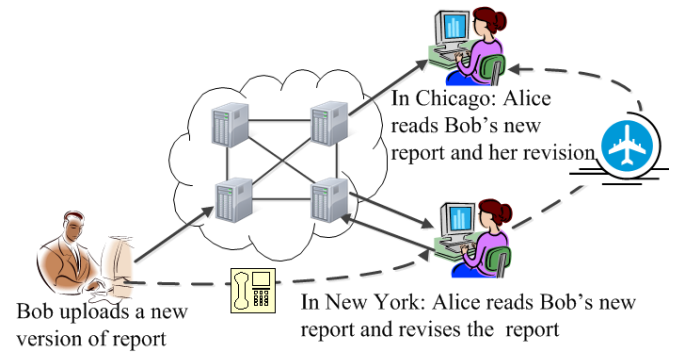 In Chicago: Alice
reads Bob's new
report and her revision
In New York: Alice reads Bob's new
report and revises the report
Bob uploads a new
version of report